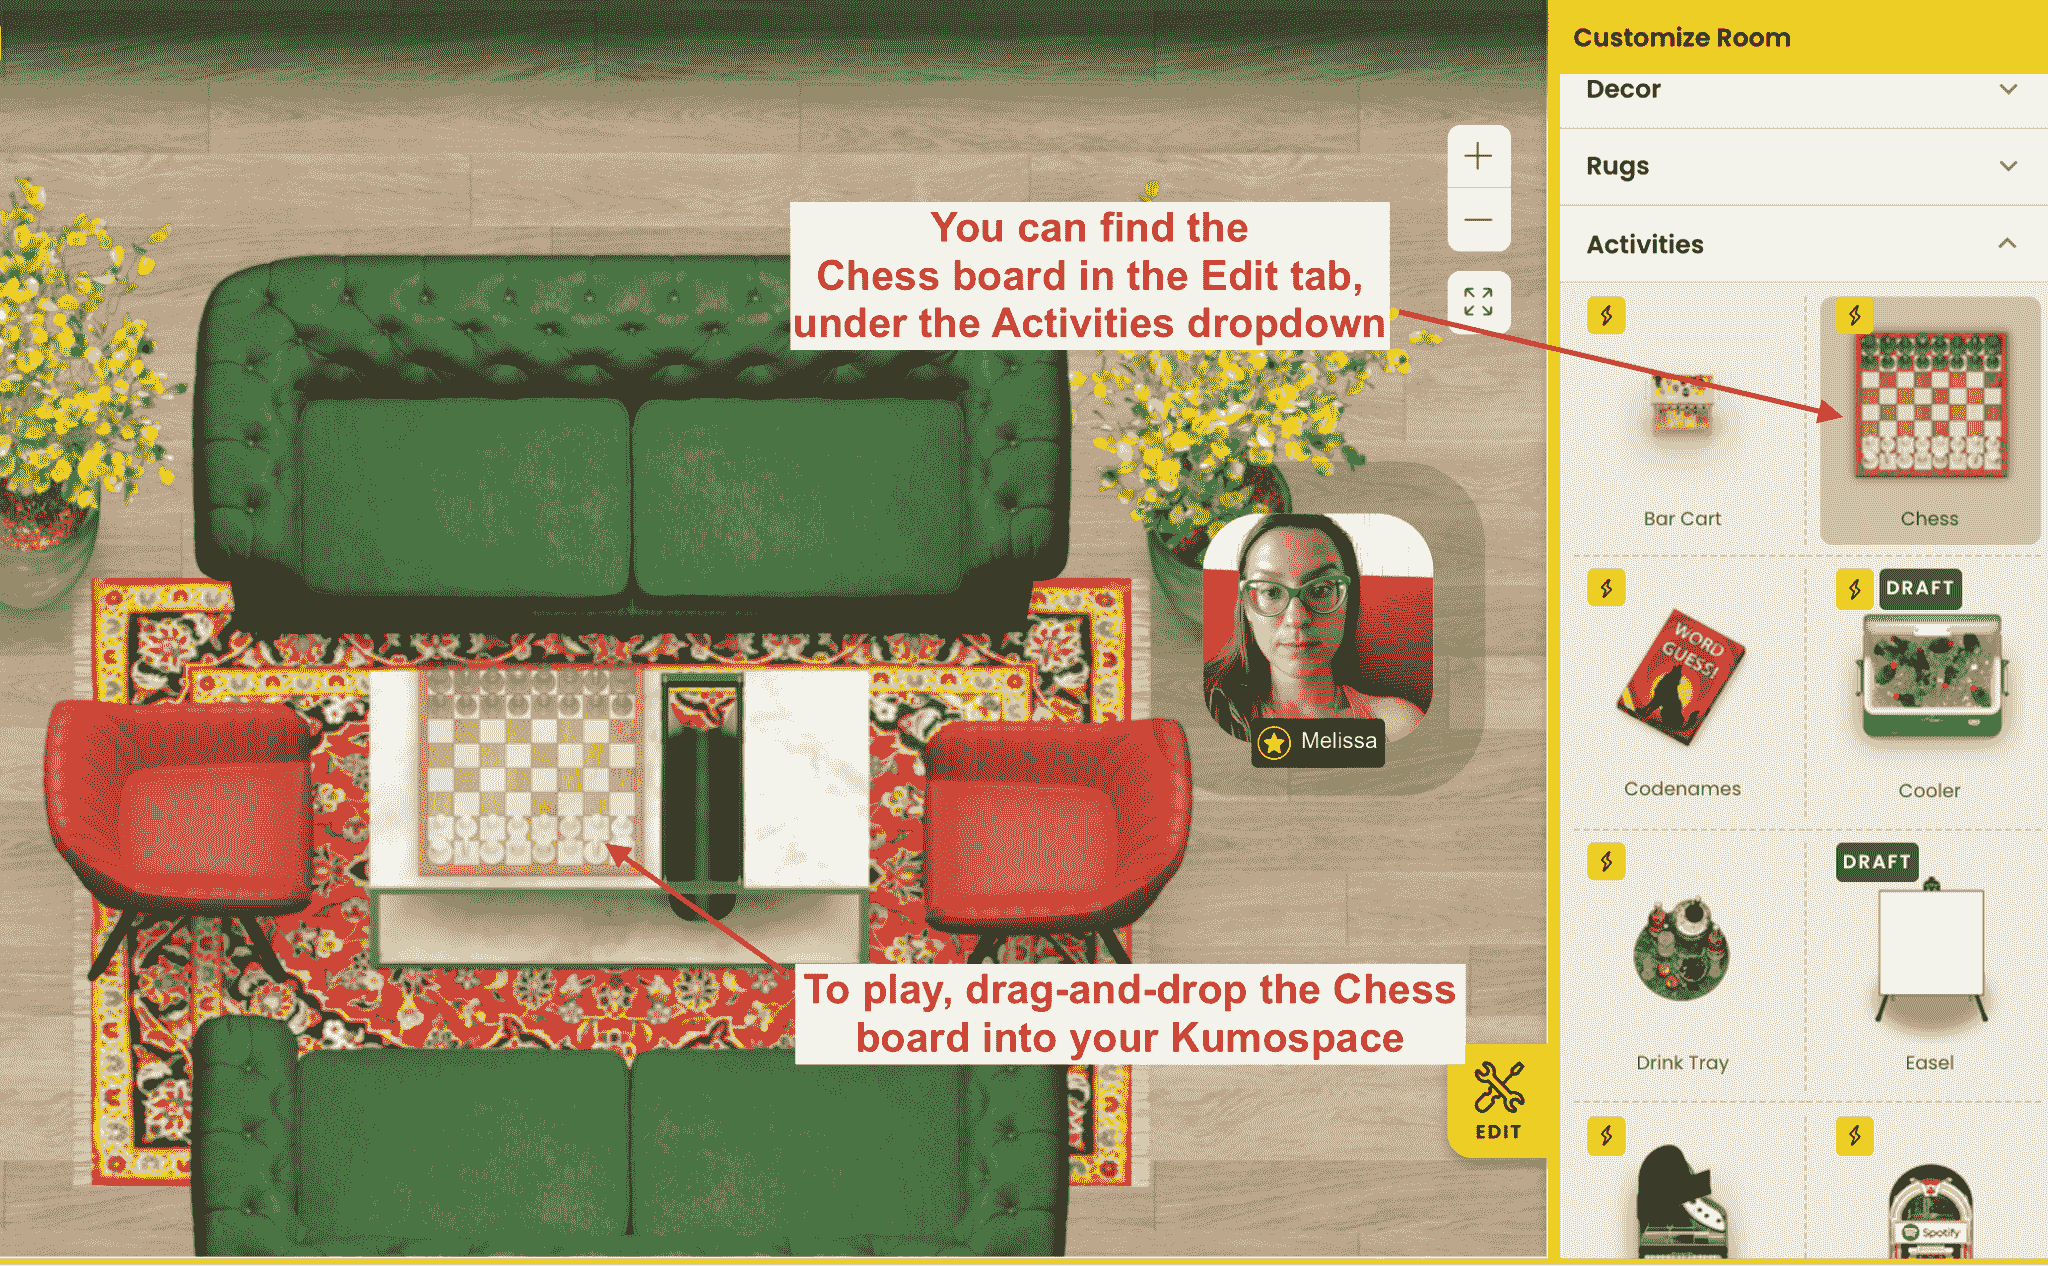 Customize Room
Decor
Rugs
Activities
You can find the
Chess board in the Edit tab,
under the Activities dropdown
Bar Cart
Chess
WORD
GUESS!
Codenames
DRAFT
Cooler
Melissa
DRAFT
Drink Tray
Easel
To play, drag-and-drop the Chess
board into your Kumospace
EDIT
Spotify